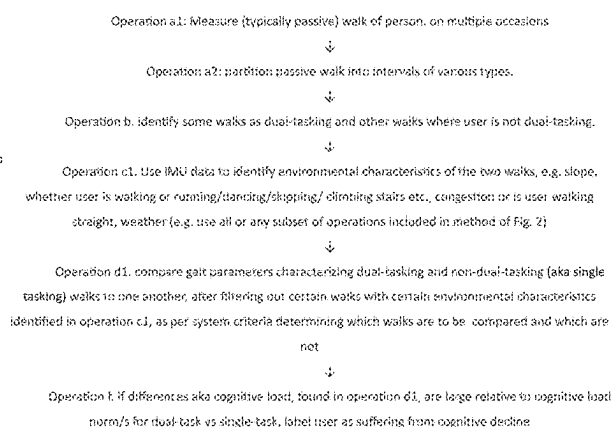 Operation a1: Measure (typically passive) walk of person, on multiple occasions
↓
Operation a2: partition passive walk into intervals of various types.
↓
Operation b. identify some walks as dual-tasking and other walks where user is not dual-tasking.
↓
Operation c1. Use IMU data to identify environmental characteristics of the two walks, e.g. slope,
whether user is walking or running/dancing/skipping/ climbing stairs etc., congestion or is user walking
straight, weather (e.g. use all or any subset of operations included in method of Fig. 2)
↓
Operation d1. compare gait parameters characterizing dual-tasking and non-dual-tasking (aka single
tasking) walks to one another, after filtering out certain walks with certain environmental characteristics
identified in operation c1, as per system criteria determining which walks are to be compared and which are
not
↓
Operation f. if differences aka cognitive load, found in operation d1, are large relative to cognitive load
norm/s for dual-task vs single-task, label user as suffering from cognitive decline